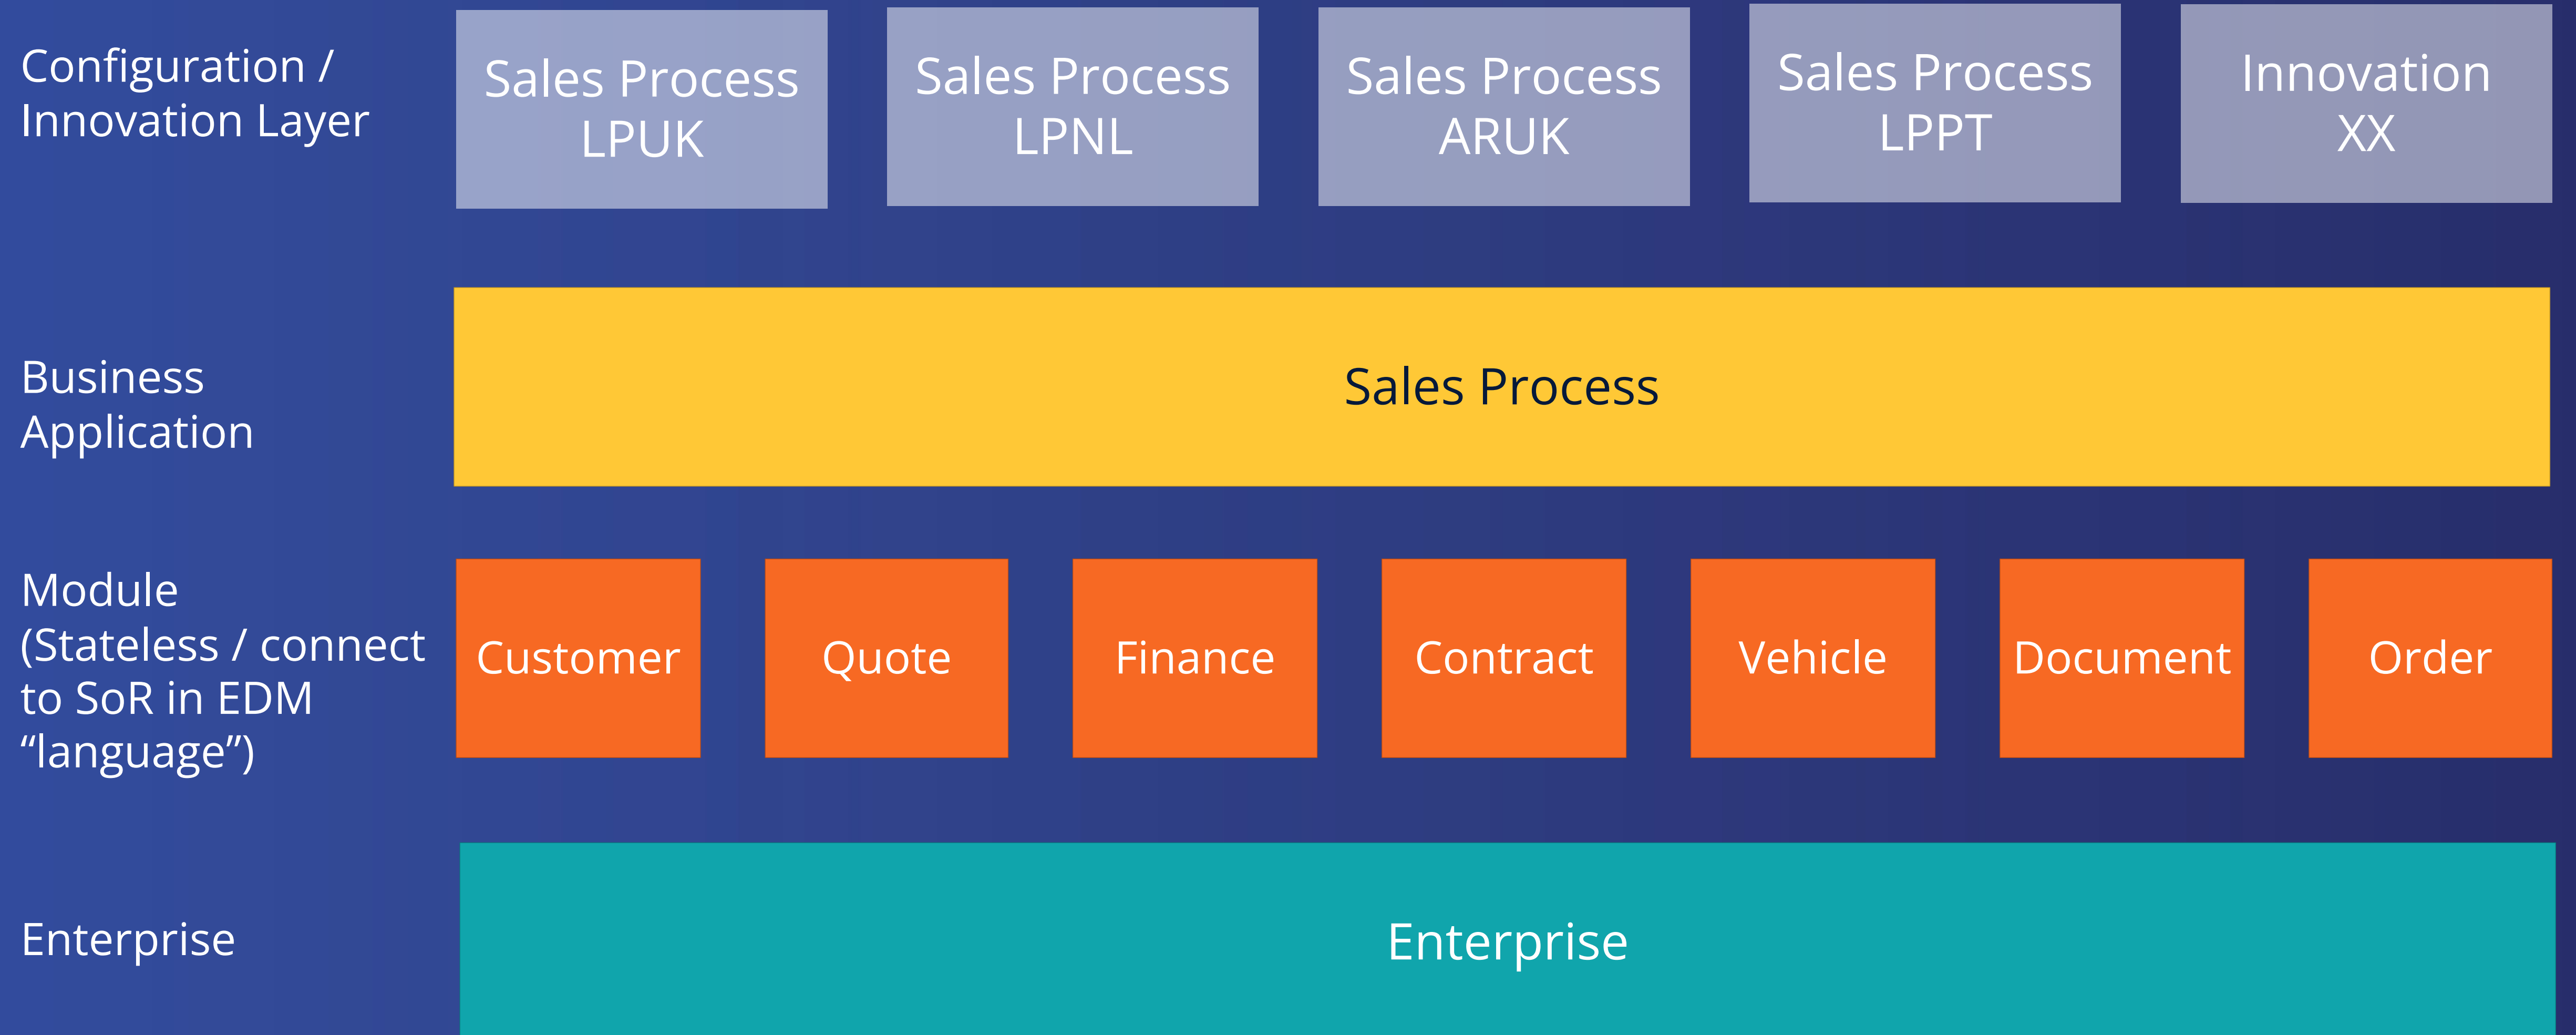 Configuration /
Innovation Layer
Sales Process
LPUK
Sales Process
LPNL
Sales Process
ARUK
Sales Process
LPPT
Innovation
XX
Business
Application
Sales Process
Module
(Stateless / connect
to SoR in EDM
“language”)
Customer
Quote
Finance
Contract
Vehicle
Document
Order
Enterprise
Enterprise